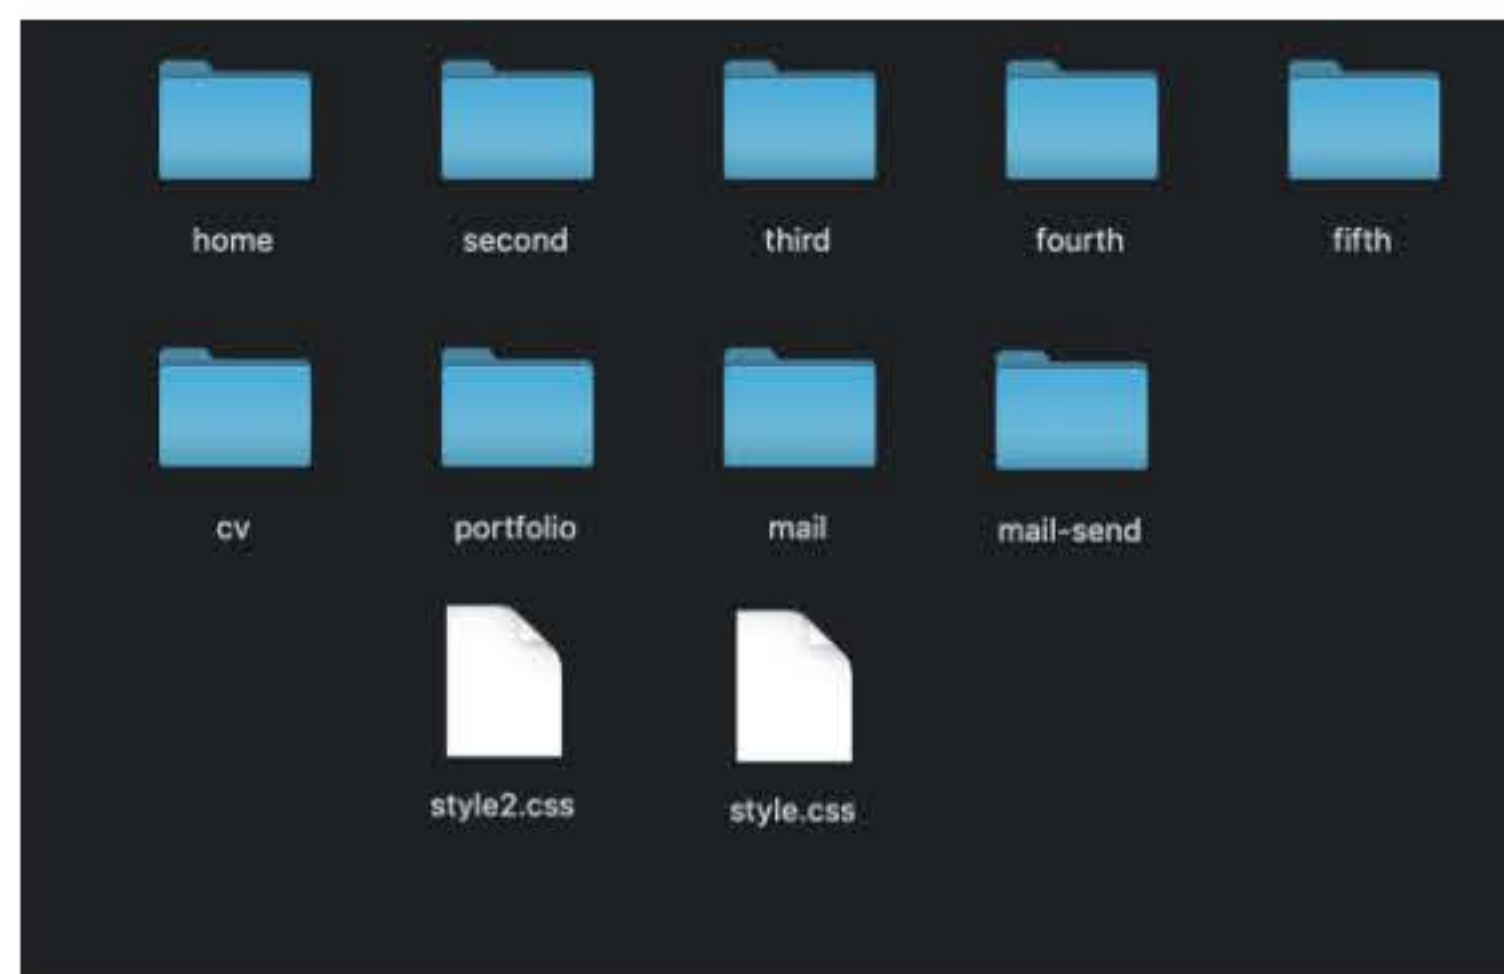 home second third fourth fifth
cv portfolio mail mail-send
style2.css style.css